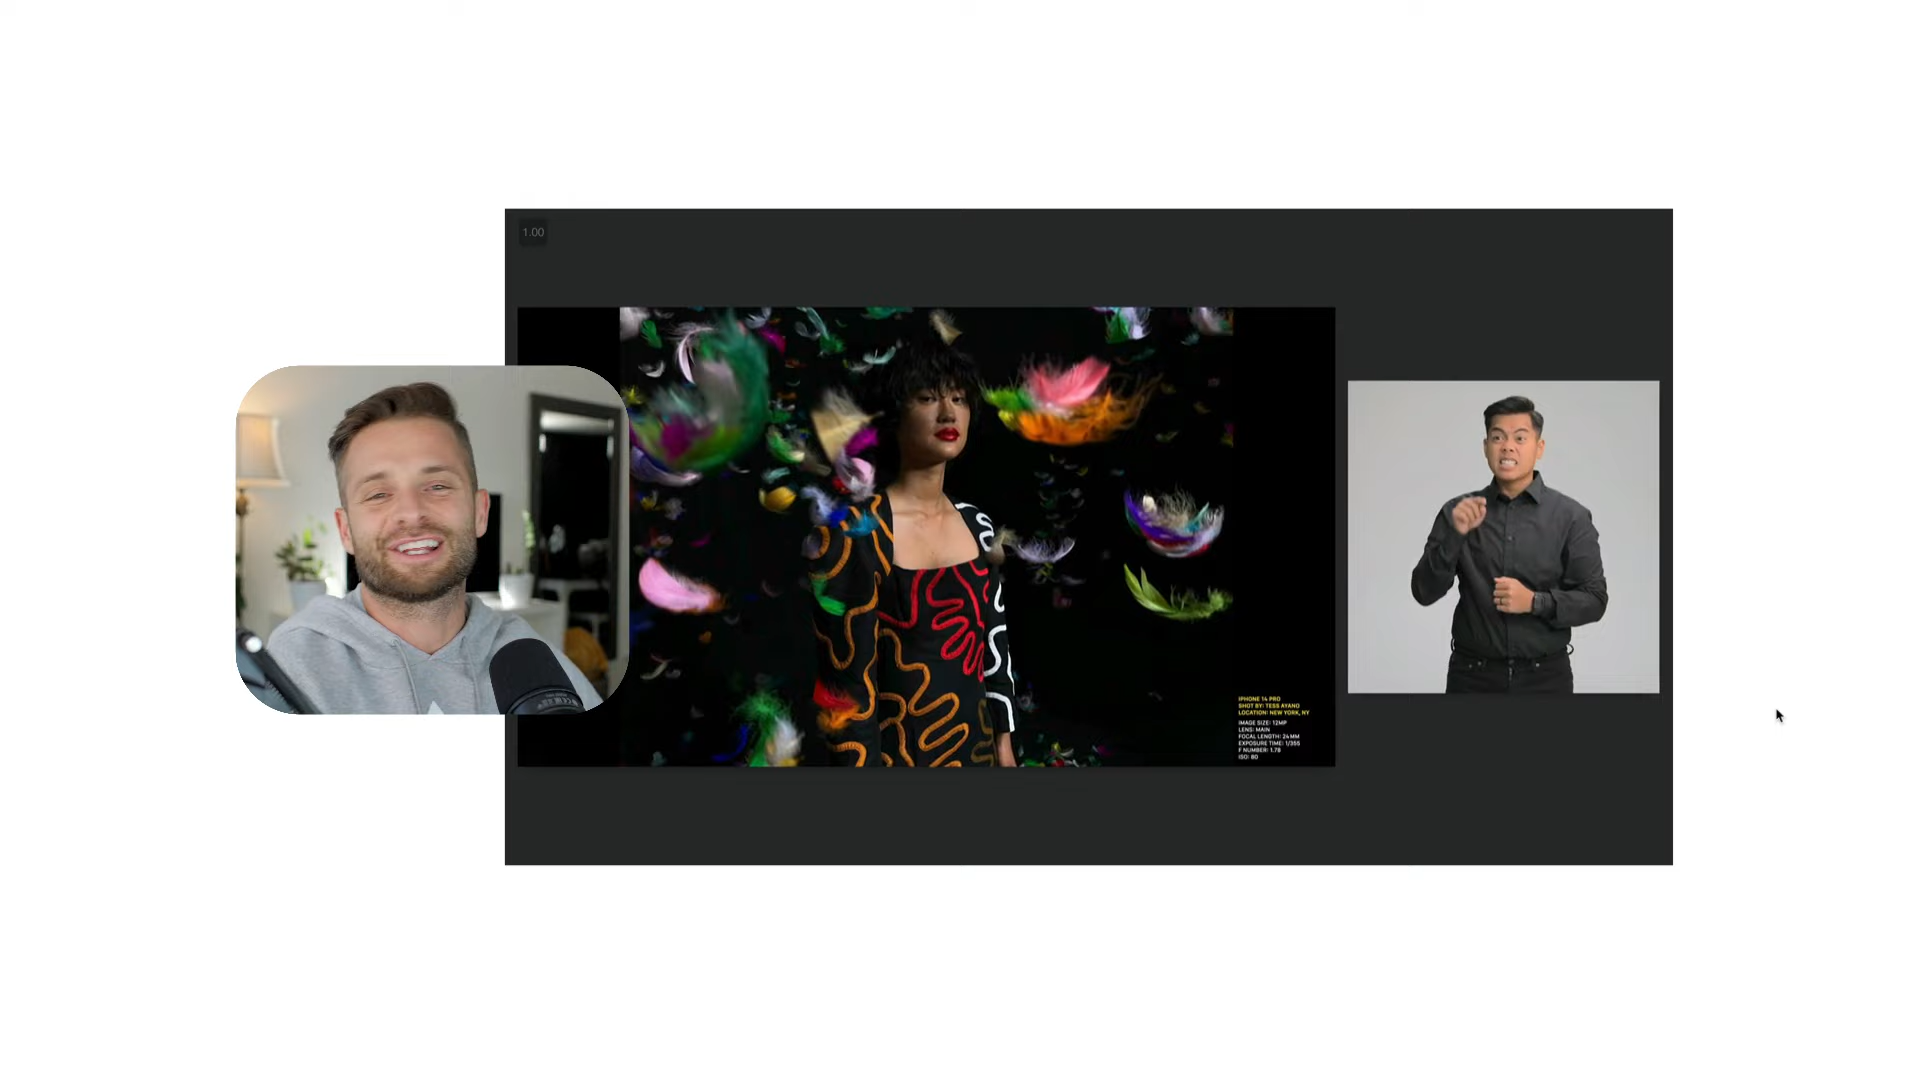 1.00
IPHONE 14 PRO
SHOT BY: TESS AYANO
LOCATION: NEW YORK, NY
IMAGE SIZE: 12MP
LENS: MAIN
FOCAL LENGTH: 24MM
EXPOSURE TIME: 1/355
F NUMBER: 1.78
ISO: 80